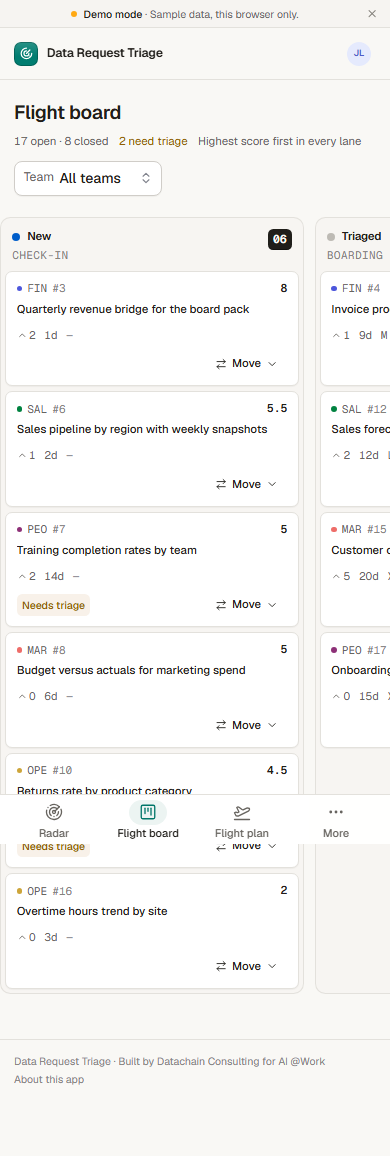 Demo mode · Sample data, this browser only.
Data Request Triage
JL
Flight board
17 open · 8 closed 2 need triage Highest score first in every lane
Team All teams
New 06
CHECK-IN
FIN #3 8
Quarterly revenue bridge for the board pack
2 1d –
Move
SAL #6 5.5
Sales pipeline by region with weekly snapshots
1 2d –
Move
PEO #7 5
Training completion rates by team
2 14d –
Needs triage Move
MAR #8 5
Budget versus actuals for marketing spend
0 6d –
Move
OPE #10 4.5
Returns rate by product category
Needs triage Move
OPE #16 2
Overtime hours trend by site
0 3d –
Move
Triaged
BOARDING
FIN #4
Invoice pro
1 9d M
SAL #12
Sales forec
2 12d
MAR #15
Customer
5 20d
PEO #17
Onboarding
0 15d
Radar Flight board Flight plan More
Data Request Triage · Built by Datachain Consulting for AI @Work
About this app